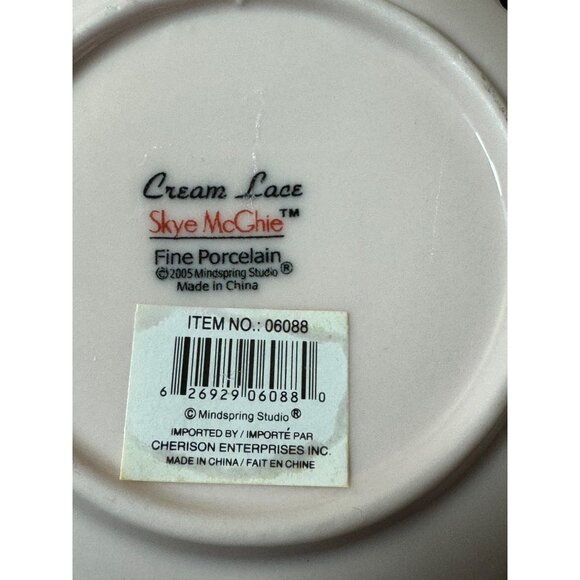 Cream Lace
Skye McGhie™
Fine Porcelain
©2005 Mindspring Studio®
Made in China
ITEM NO.: 06088
6 26929 06088 0
© Mindspring Studio®
IMPORTED BY / IMPORTÉ PAR
CHERISON ENTERPRISES INC.
MADE IN CHINA / FAIT EN CHINE